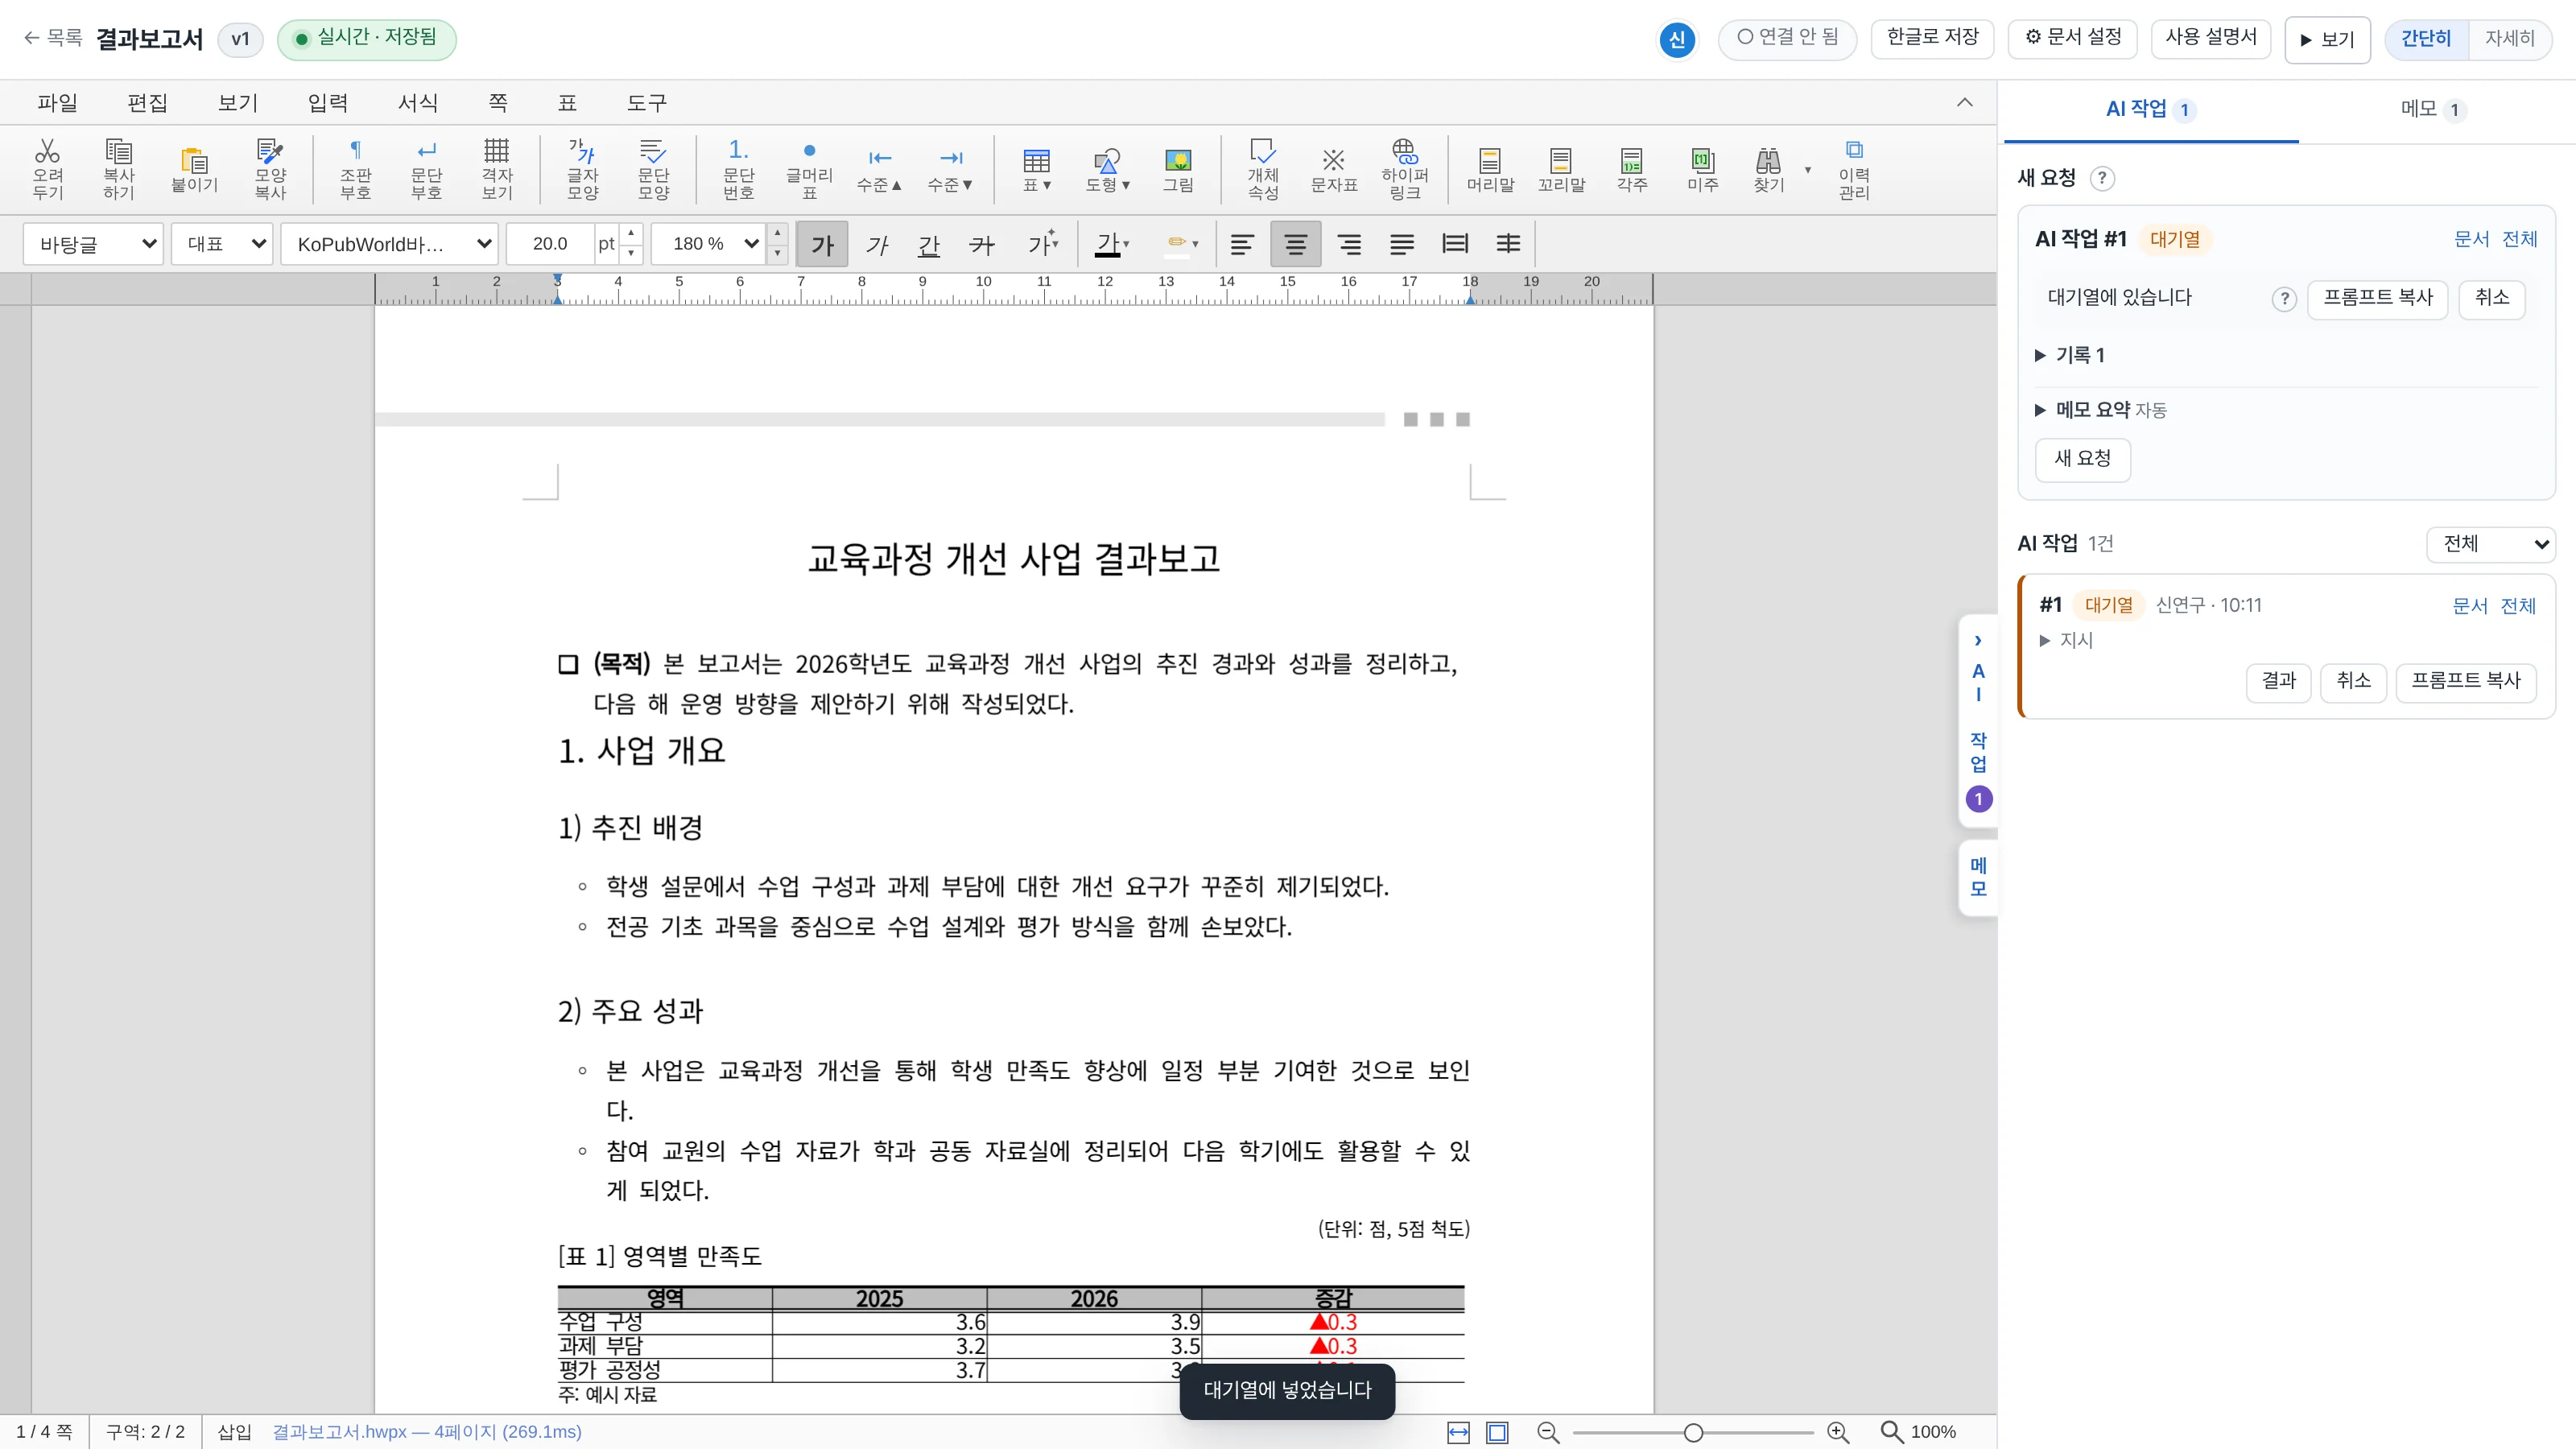 ← 목록 결과보고서 v1 실시간 · 저장됨 신 연결 안 됨 한글로 저장 ⚙ 문서 설정 사용 설명서 ▶ 보기 간단히 자세히
파일 편집 보기 입력 서식 쪽 표 도구
오려 두기
복사 하기
붙이기
모양 복사
조판 부호
문단 부호
격자 보기
글자 모양
문단 모양
문단 번호
글머리 표
수준▲
수준▼
표 ▾
도형 ▾
그림
개체 속성
문자표
하이퍼 링크
머리말
꼬리말
각주
미주
찾기
이력 관리
바탕글 대표 KoPubWorld바… 20.0 pt 180 % 가 가 간 가 가 가
1 2 3 4 5 6 7 8 9 10 11 12 13 14 15 16 17 18 19 20
교육과정 개선 사업 결과보고
❏ (목적) 본 보고서는 2026학년도 교육과정 개선 사업의 추진 경과와 성과를 정리하고,
다음 해 운영 방향을 제안하기 위해 작성되었다.
1. 사업 개요
1) 추진 배경
◦ 학생 설문에서 수업 구성과 과제 부담에 대한 개선 요구가 꾸준히 제기되었다.
◦ 전공 기초 과목을 중심으로 수업 설계와 평가 방식을 함께 손보았다.
2) 주요 성과
◦ 본 사업은 교육과정 개선을 통해 학생 만족도 향상에 일정 부분 기여한 것으로 보인
다.
◦ 참여 교원의 수업 자료가 학과 공동 자료실에 정리되어 다음 학기에도 활용할 수 있
게 되었다.
(단위: 점, 5점 척도)
[표 1] 영역별 만족도
영역 2025 2026 증감
수업 구성 3.6 3.9 ▲0.3
과제 부담 3.2 3.5 ▲0.3
평가 공정성 3.7
주: 예시 자료
대기열에 넣었습니다
› AI 작업 1
메모
AI 작업 1 메모 1
새 요청 ?
AI 작업 #1 대기열 문서 전체
대기열에 있습니다 ? 프롬프트 복사 취소
▶ 기록 1
▶ 메모 요약 자동
새 요청
AI 작업 1건 전체
#1 대기열 신연구 · 10:11 문서 전체
▶ 지시
결과 취소 프롬프트 복사
1 / 4 쪽 구역: 2 / 2 삽입 결과보고서.hwpx — 4페이지 (269.1ms) 100%